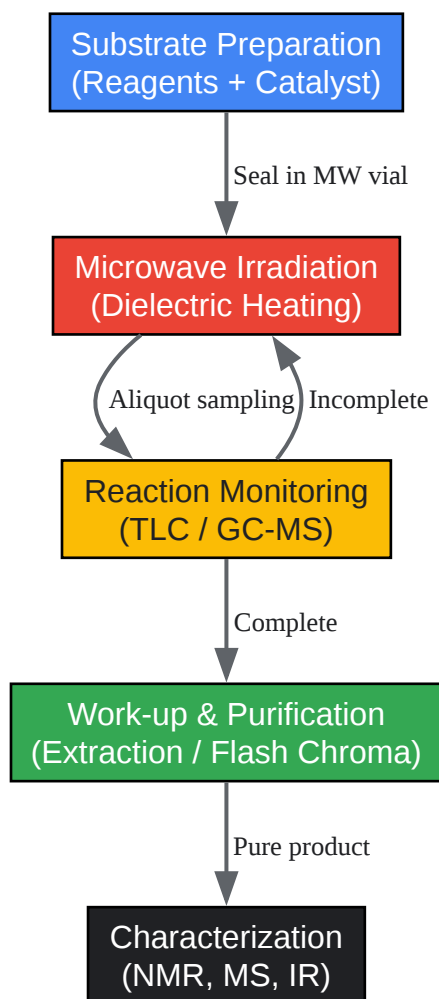 Substrate Preparation
(Reagents + Catalyst)
Seal in MW vial
Microwave Irradiation
(Dielectric Heating)
Aliquot sampling
Incomplete
Reaction Monitoring
(TLC / GC-MS)
Complete
Work-up & Purification
(Extraction / Flash Chroma)
Pure product
Characterization
(NMR, MS, IR)